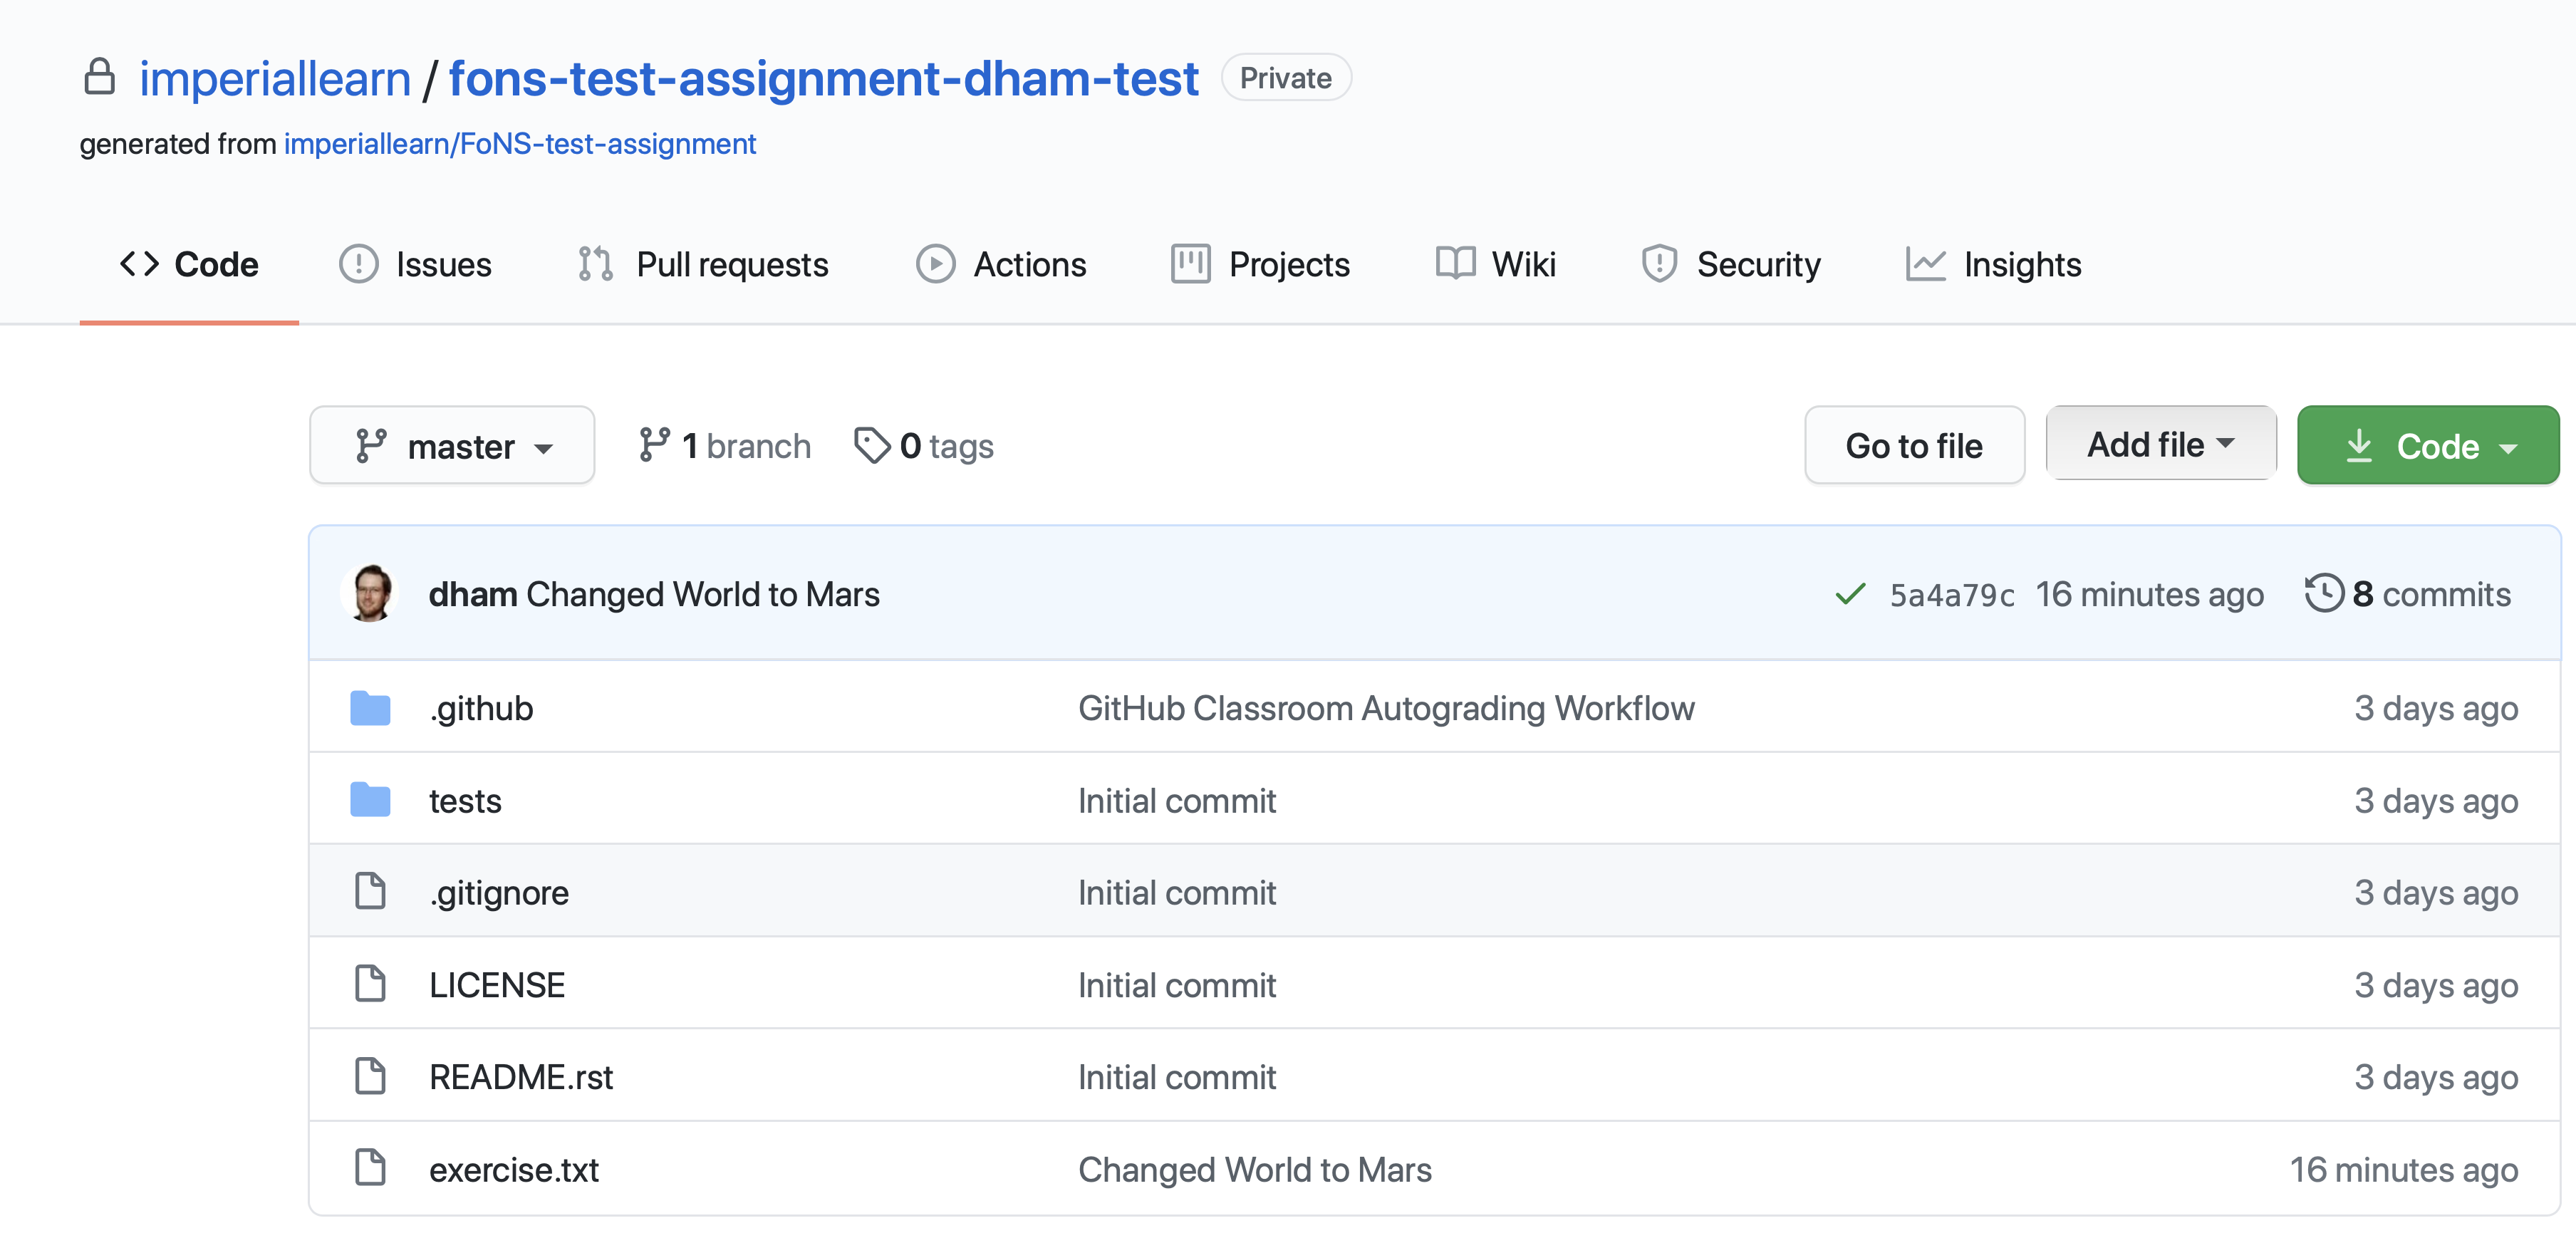 imperiallearn / fons-test-assignment-dham-test Private
generated from imperiallearn/FoNS-test-assignment
Code Issues Pull requests Actions Projects Wiki Security Insights
master 1 branch 0 tags Go to file Add file Code
dham Changed World to Mars 5a4a79c 16 minutes ago 8 commits
.github GitHub Classroom Autograding Workflow 3 days ago
tests Initial commit 3 days ago
.gitignore Initial commit 3 days ago
LICENSE Initial commit 3 days ago
README.rst Initial commit 3 days ago
exercise.txt Changed World to Mars 16 minutes ago